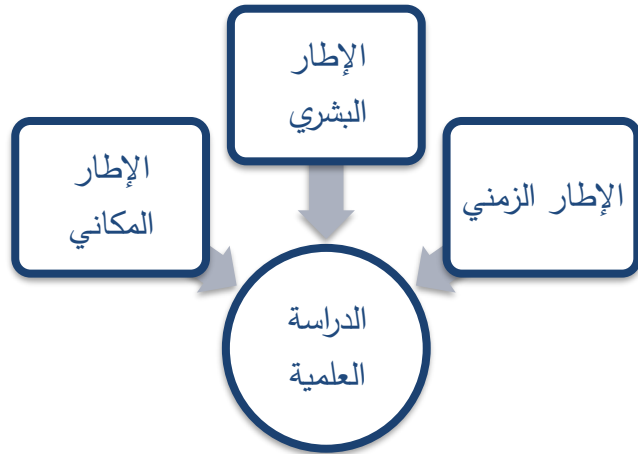 الإطار
البشري
الإطار الزمني
الإطار
المكاني
الدراسة
العلمية